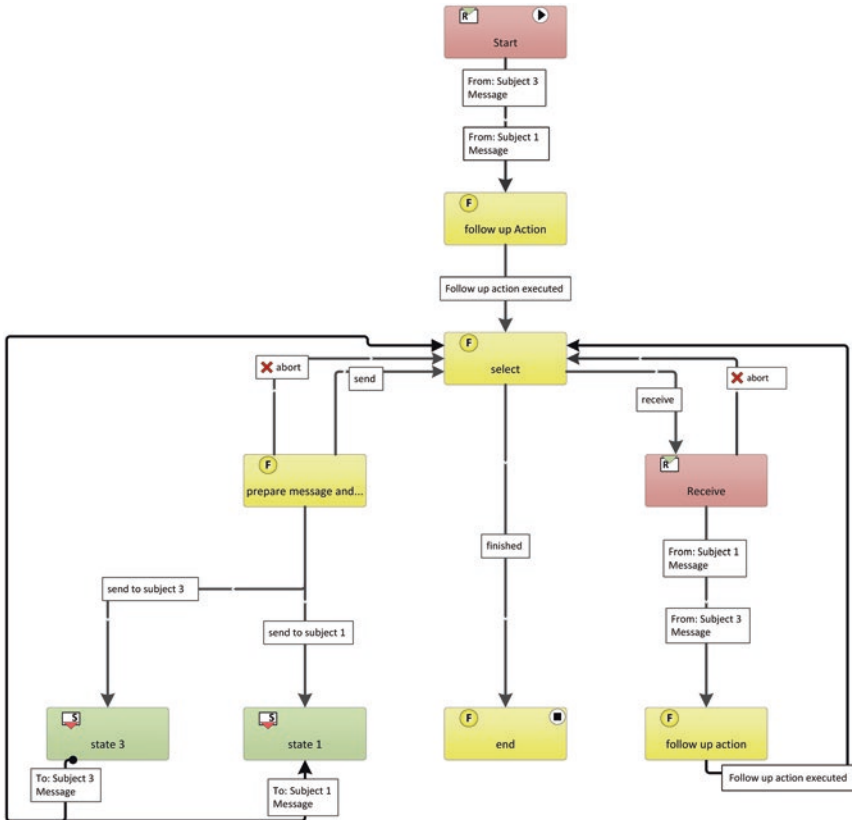 R
Start
From: Subject 3
Message
From: Subject 1
Message
F
follow up Action
Follow up action executed
F
select
abort
send
receive
abort
F
prepare message and...
R
Receive
finished
From: Subject 1
Message
send to subject 3
send to subject 1
From: Subject 3
Message
S
state 3
S
state 1
F
end
F
follow up action
To: Subject 3
Message
To: Subject 1
Message
Follow up action executed